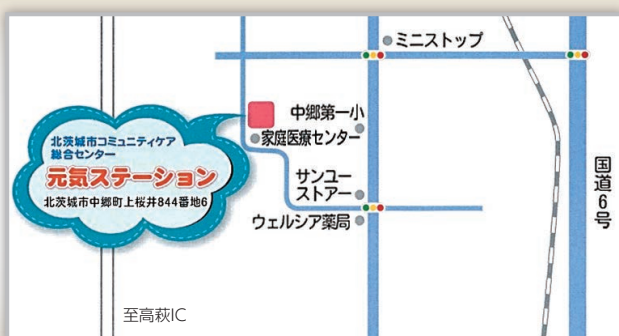 ミニストップ
中郷第一小
家庭医療センター
北茨城市コミュニティケア
総合センター
元気ステーション
北茨城市中郷町上桜井844番地6
サンユー
ストアー
ウェルシア薬局
国道6号
至高萩IC